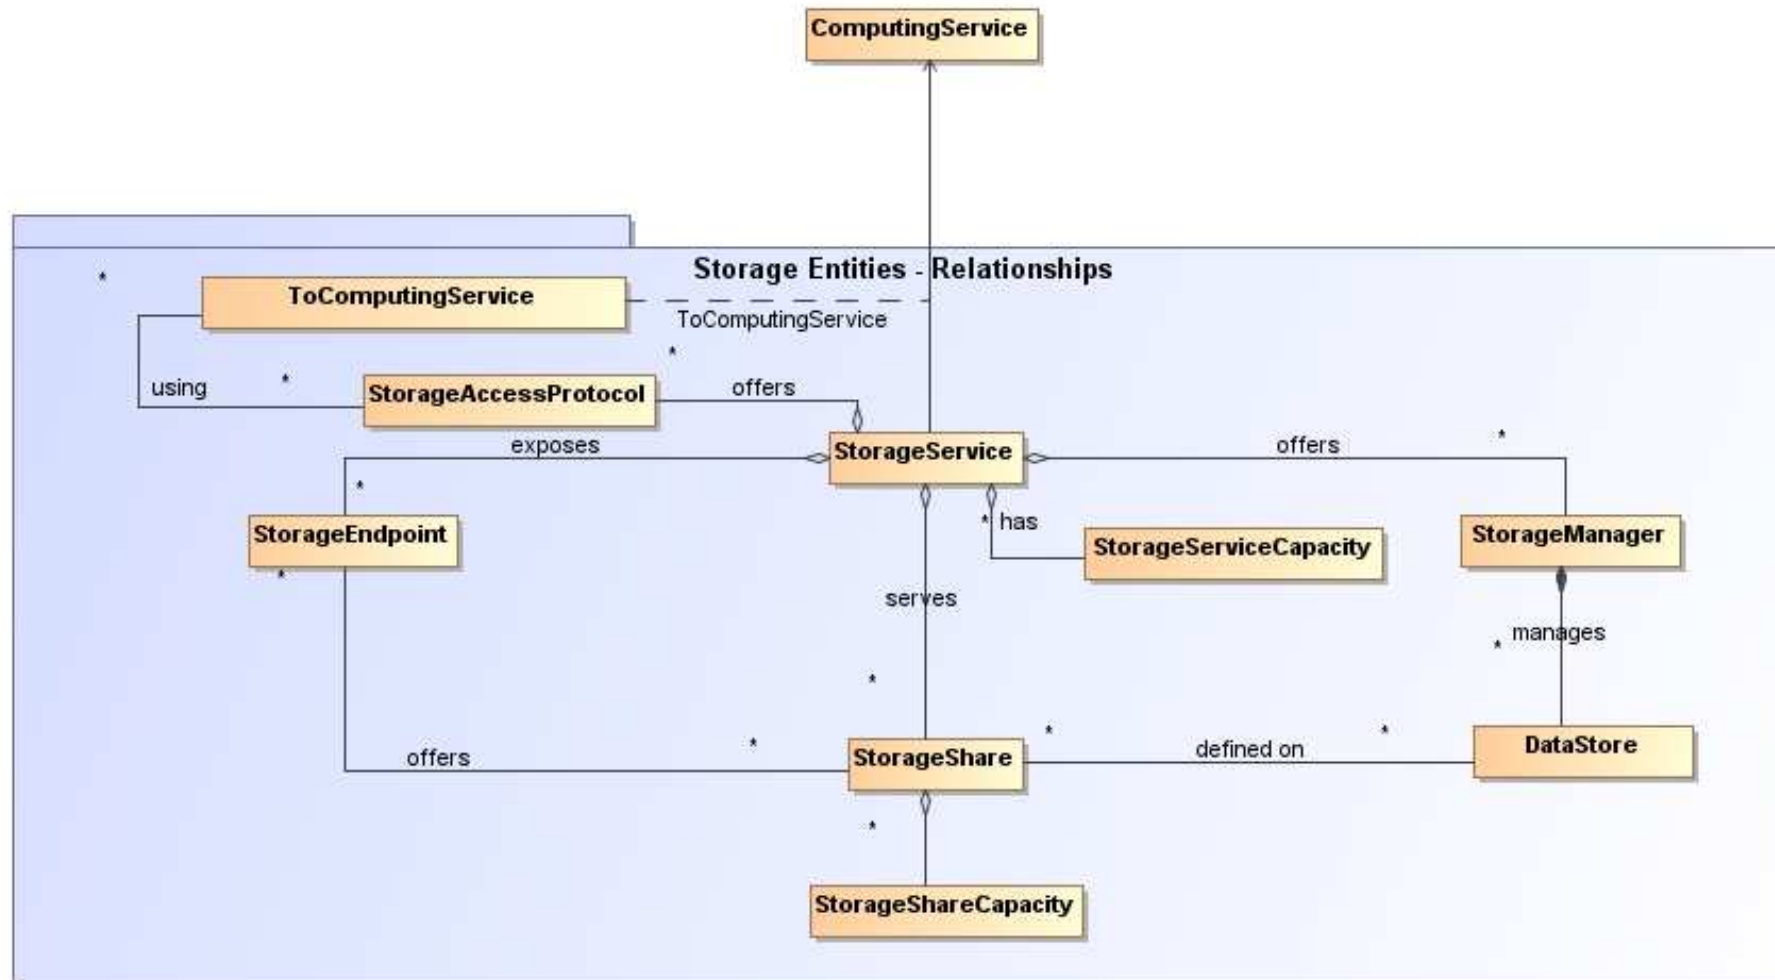 ComputingService
Storage Entities - Relationships
*
ToComputingService
ToComputingService
*
using
*
StorageAccessProtocol
offers
exposes
StorageService
offers
*
*
* has
StorageEndpoint
StorageServiceCapacity
StorageManager
*
serves
manages
*
*
*
*
*
offers
StorageShare
defined on
DataStore
*
StorageShareCapacity